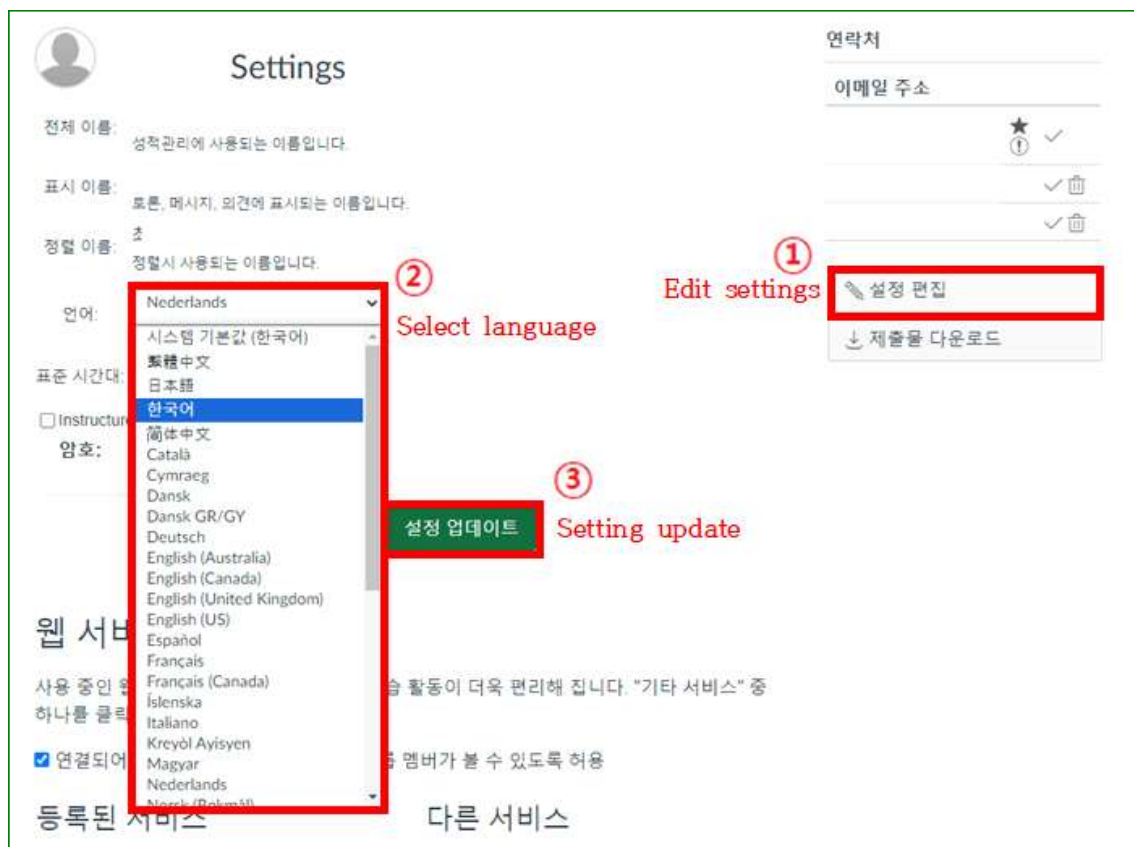 Settings
전체 이름:
성적관리에 사용되는 이름입니다.
표시 이름:
토론, 메시지, 의견에 표시되는 이름입니다.
정렬 이름:
초
정렬시 사용되는 이름입니다.
언어:
Nederlands
시스템 기본값 (한국어)
繁體中文
日本語
한국어
简体中文
Català
Cymraeg
Dansk
Dansk GR/GY
Deutsch
English (Australia)
English (Canada)
English (United Kingdom)
English (US)
Español
Français
Français (Canada)
Íslenska
Italiano
Kreyòl Ayisyen
Magyar
Nederlands
Norsk (Bokmål)
② Select language
표준 시간대:
Instructure
암호:
③ Setting update
설정 업데이트
연락처
이메일 주소
① Edit settings
설정 편집
제출물 다운로드
웹
사용 중인 습 활동이 더욱 편리해 집니다. "기타 서비스" 중
하나를 클릭
연결되어 멤버가 볼 수 있도록 허용
등록된 서비스
다른 서비스